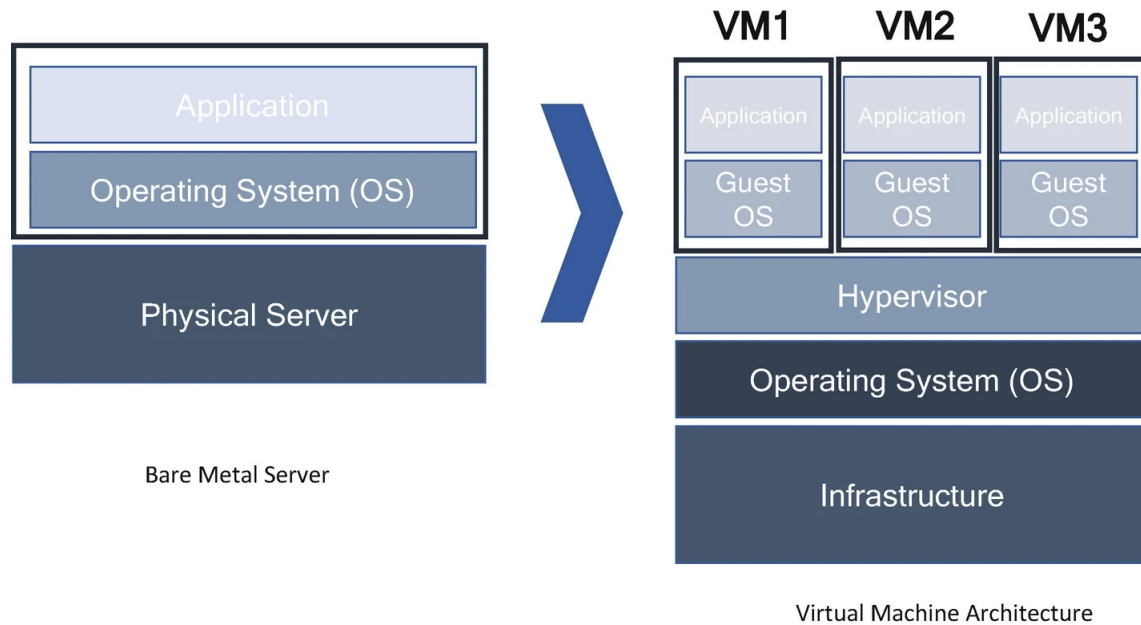 Application
Operating System (OS)
Physical Server
Bare Metal Server
VM1 VM2 VM3
Application Application Application
Guest Guest Guest
OS OS OS
Hypervisor
Operating System (OS)
Infrastructure
Virtual Machine Architecture